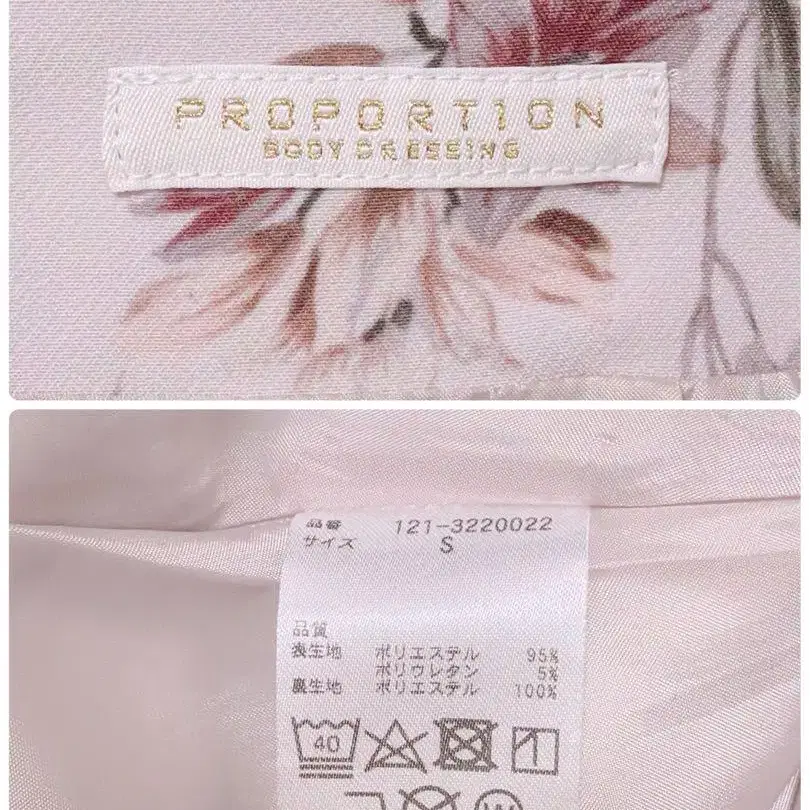 PROPORTION
BODY DRESSING
品番 121-3220022
サイズ S
品質
表生地 ポリエステル 95%
ポリウレタン 5%
裏生地 ポリエステル 100%
40
W